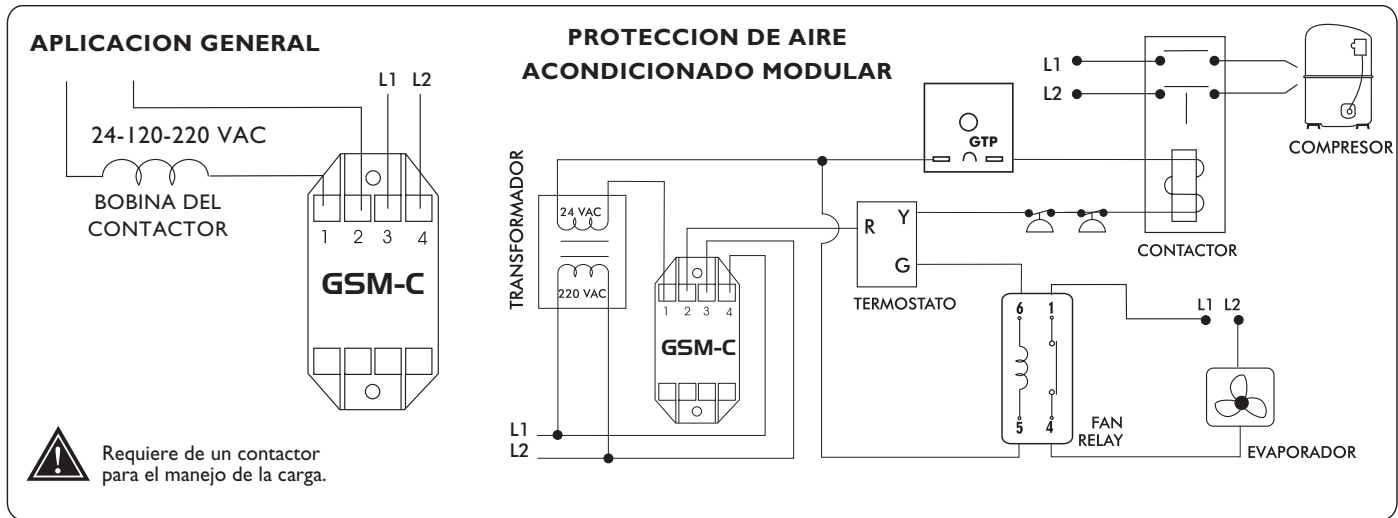 APLICACION GENERAL
L1 L2
24-120-220 VAC
BOBINA DEL
CONTACTOR
1 2 3 4
GSM-C
Requiere de un contactor
para el manejo de la carga.
PROTECCION DE AIRE
ACONDICIONADO MODULAR
L1
L2
COMPRESOR
GTP
CONTACTOR
TRANSFORMADOR
24 VAC
220 VAC
1 2 3 4
GSM-C
L1
L2
R Y
G
TERMOSTATO
6 1
5 4
FAN
RELAY
L1 L2
EVAPORADOR